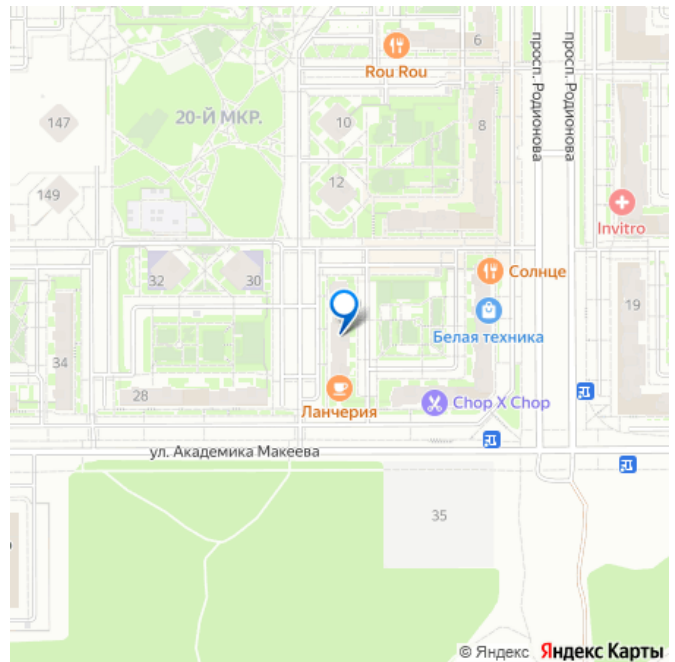 6
Rou Rou
просп. Родионова
просп. Родионова
147
20-Й МКР.
10
8
12
149
Invitro
32
30
Солнце
19
Белая техника
34
28
Ланчерия
Chop X Chop
ул. Академика Макеева
35
© Яндекс Яндекс Карты